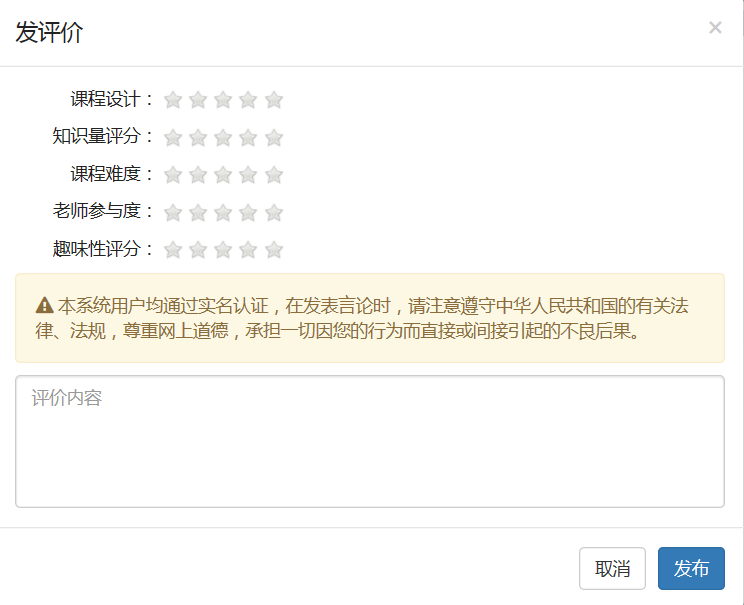 发评价
×
课程设计：
知识量评分：
课程难度：
老师参与度：
趣味性评分：
本系统用户均通过实名认证，在发表言论时，请注意遵守中华人民共和国的有关法
律、法规，尊重网上道德，承担一切因您的行为而直接或间接引起的不良后果。
评价内容
取消 发布